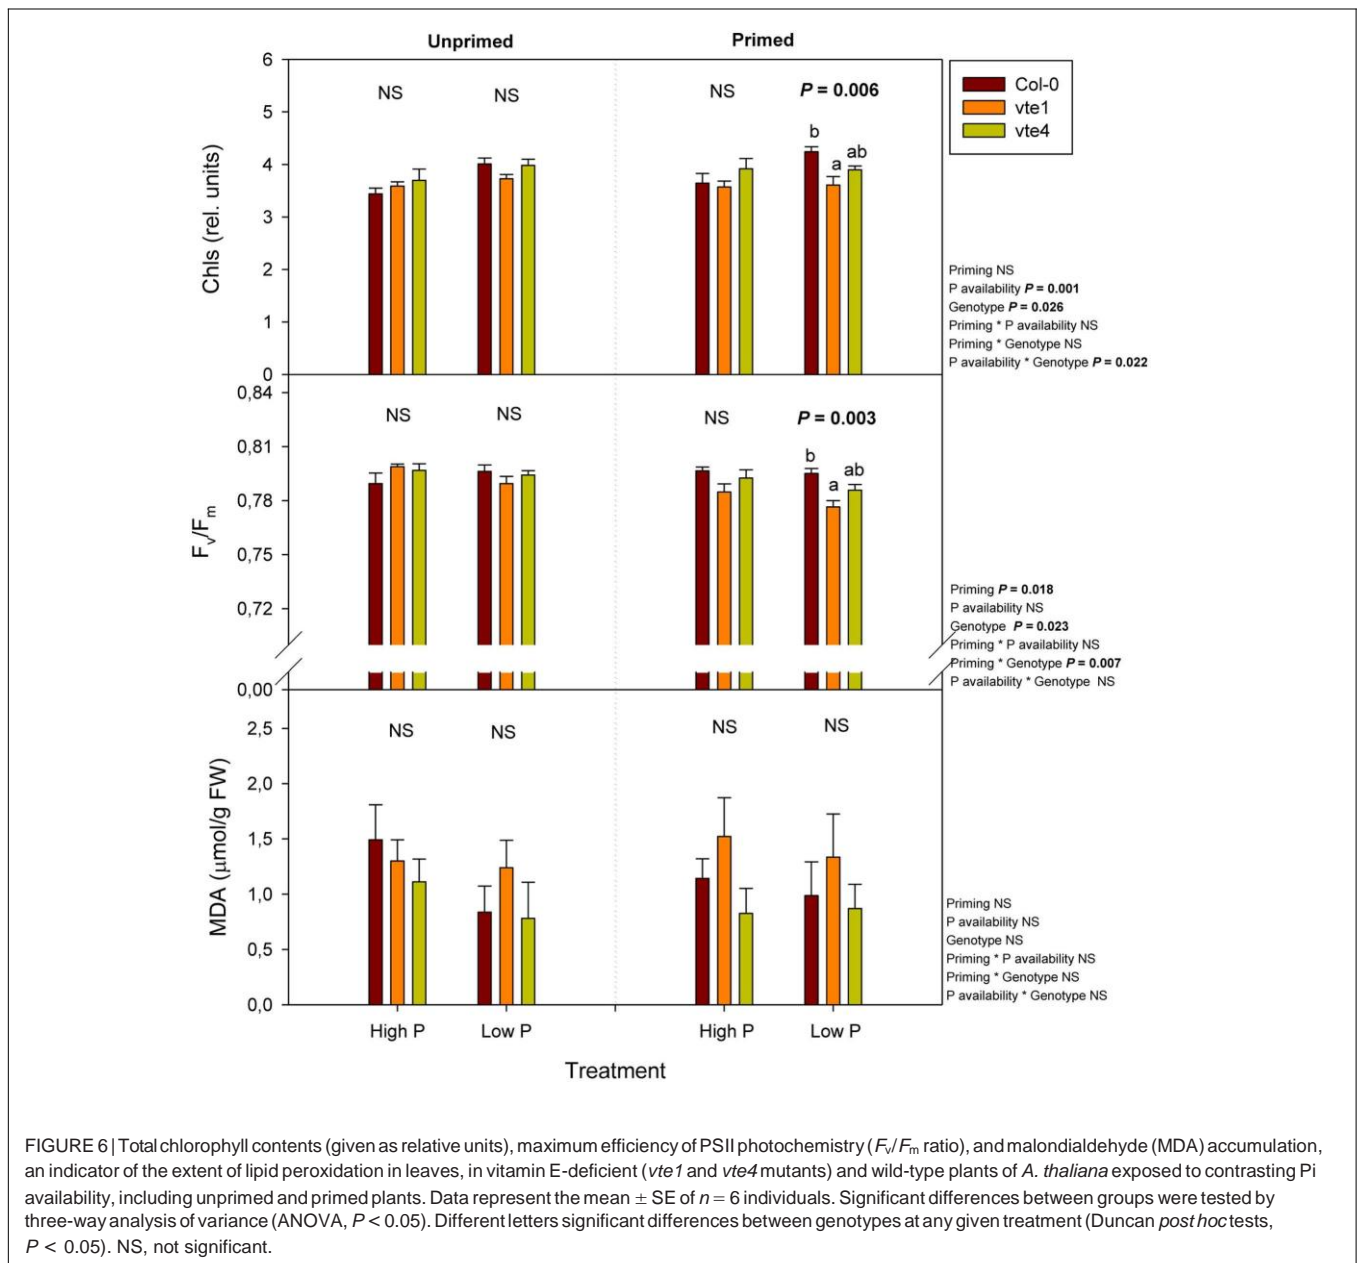 Unprimed Primed
6
5
4
3
2
1
0
Chls (rel. units)
NS NS NS P = 0.006
b a ab
Col-0
vte1
vte4
Priming NS
P availability P = 0.001
Genotype P = 0.026
Priming * P availability NS
Priming * Genotype NS
P availability * Genotype P = 0.022
0,84
0,81
0,78
0,75
0,72
0,00
Fv/Fm
NS NS NS P = 0.003
b a ab
Priming P = 0.018
P availability NS
Genotype P = 0.023
Priming * P availability NS
Priming * Genotype P = 0.007
P availability * Genotype NS
2,5
2,0
1,5
1,0
0,5
0,0
MDA (μmol/g FW)
NS NS NS NS
Priming NS
P availability NS
Genotype NS
Priming * P availability NS
Priming * Genotype NS
P availability * Genotype NS
High P Low P High P Low P
Treatment
FIGURE 6 | Total chlorophyll contents (given as relative units), maximum efficiency of PSII photochemistry (Fv/Fm ratio), and malondialdehyde (MDA) accumulation,
an indicator of the extent of lipid peroxidation in leaves, in vitamin E-deficient (vte1 and vte4 mutants) and wild-type plants of A. thaliana exposed to contrasting Pi
availability, including unprimed and primed plants. Data represent the mean ± SE of n = 6 individuals. Significant differences between groups were tested by
three-way analysis of variance (ANOVA, P < 0.05). Different letters significant differences between genotypes at any given treatment (Duncan post hoc tests,
P < 0.05). NS, not significant.